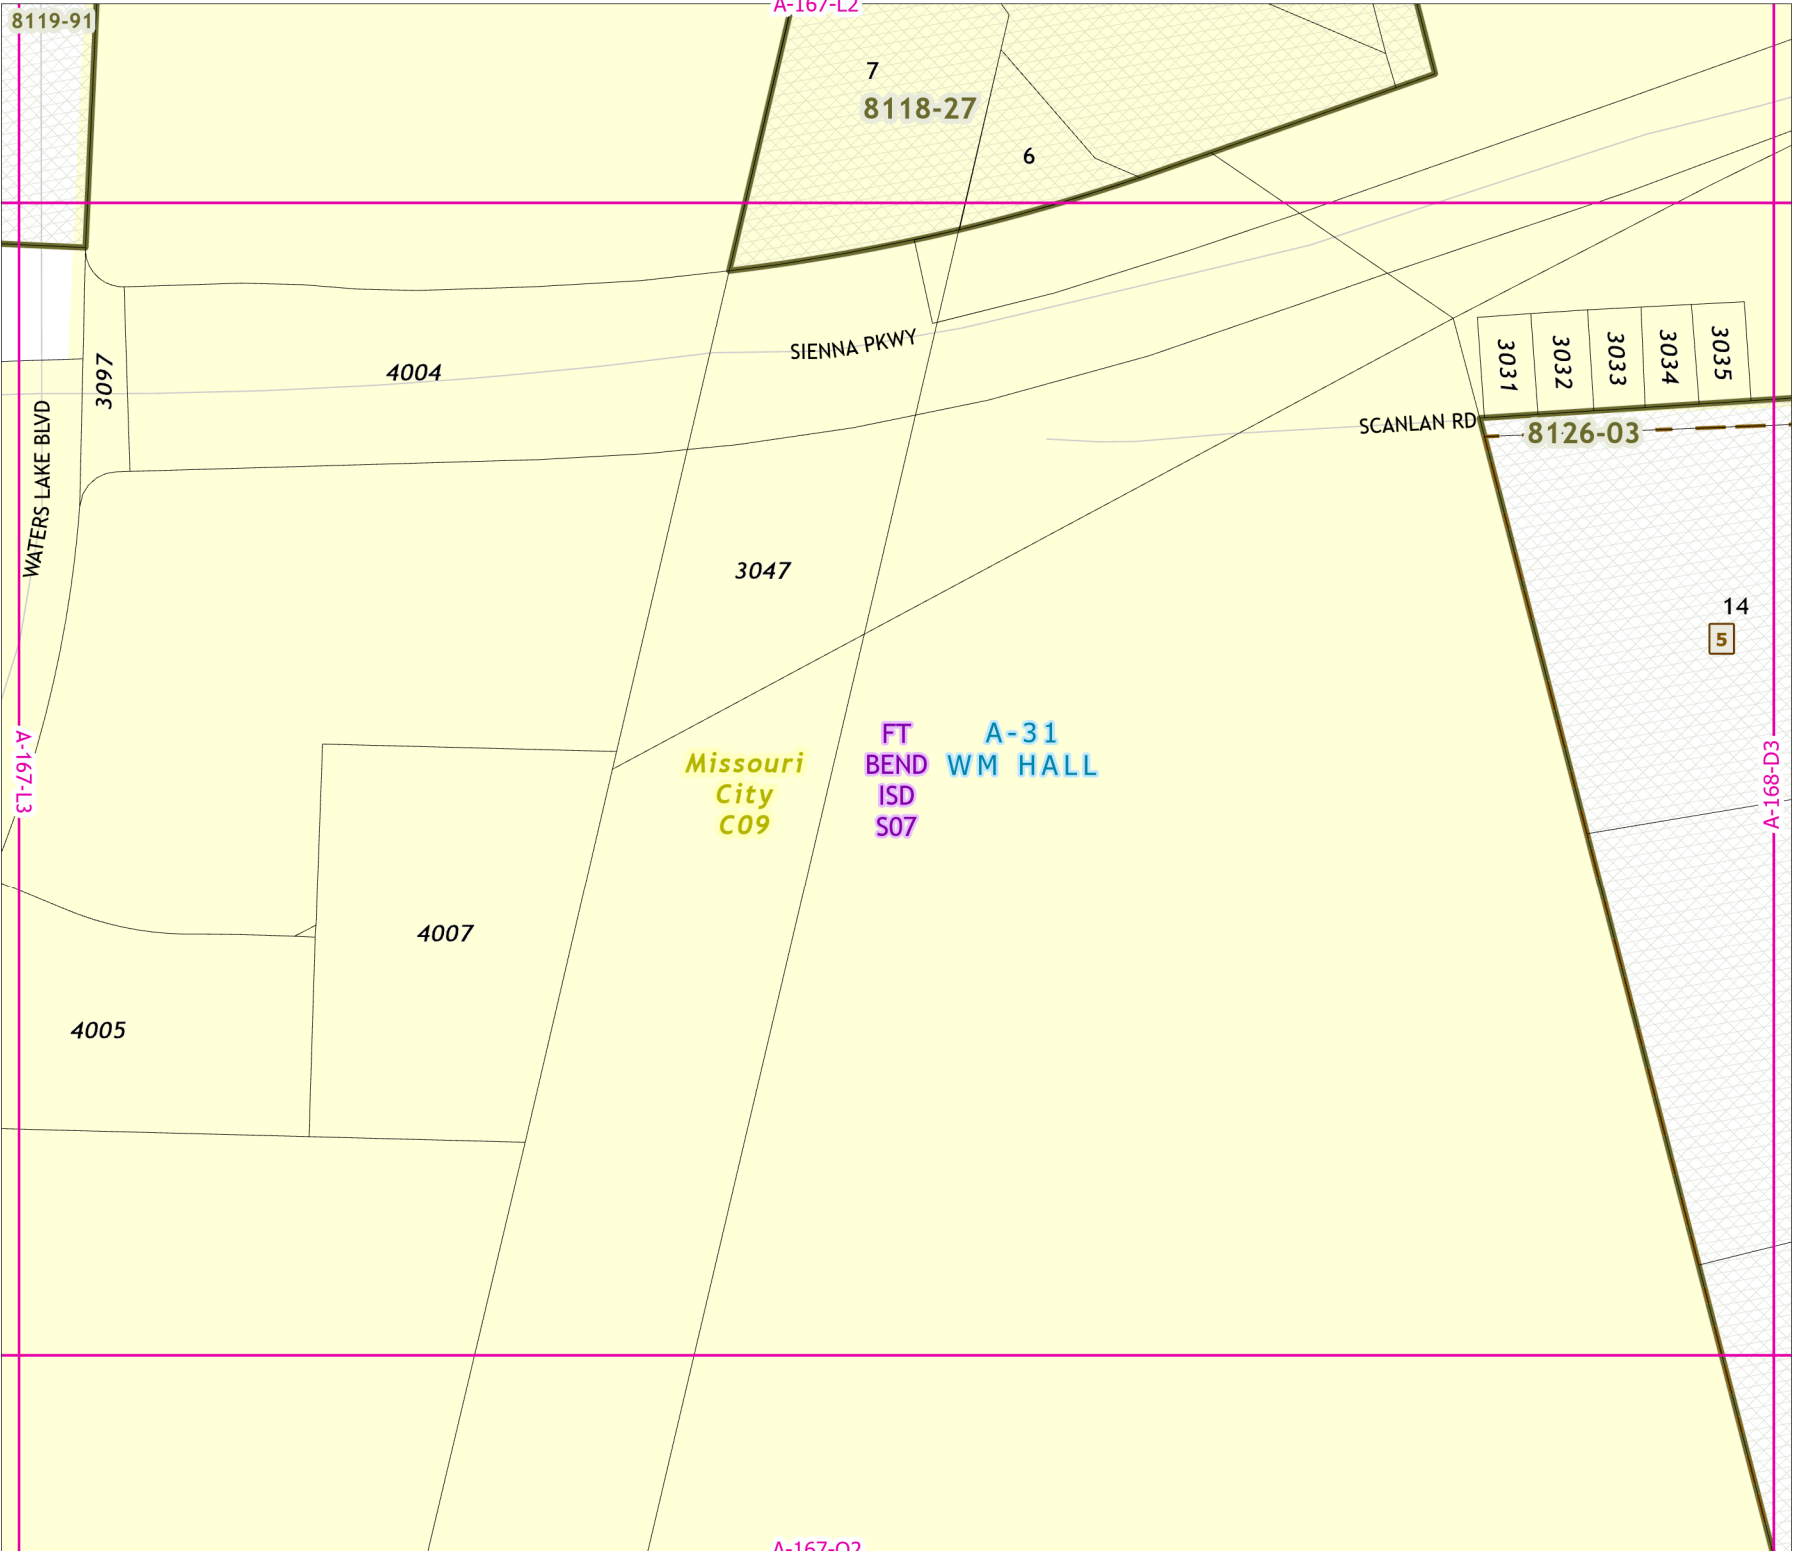 A-167-L2
8119-91
7
8118-27
6
SIENNA PKWY
3097
4004
3031
3032
3033
3034
3035
SCANLAN RD
8126-03
WATERS LAKE BLVD
3047
14
5
A-167-L3
Missouri
City
C09
FT
BEND
ISD
S07
A-31
WM HALL
A-168-D3
4007
4005
A-167-Q2